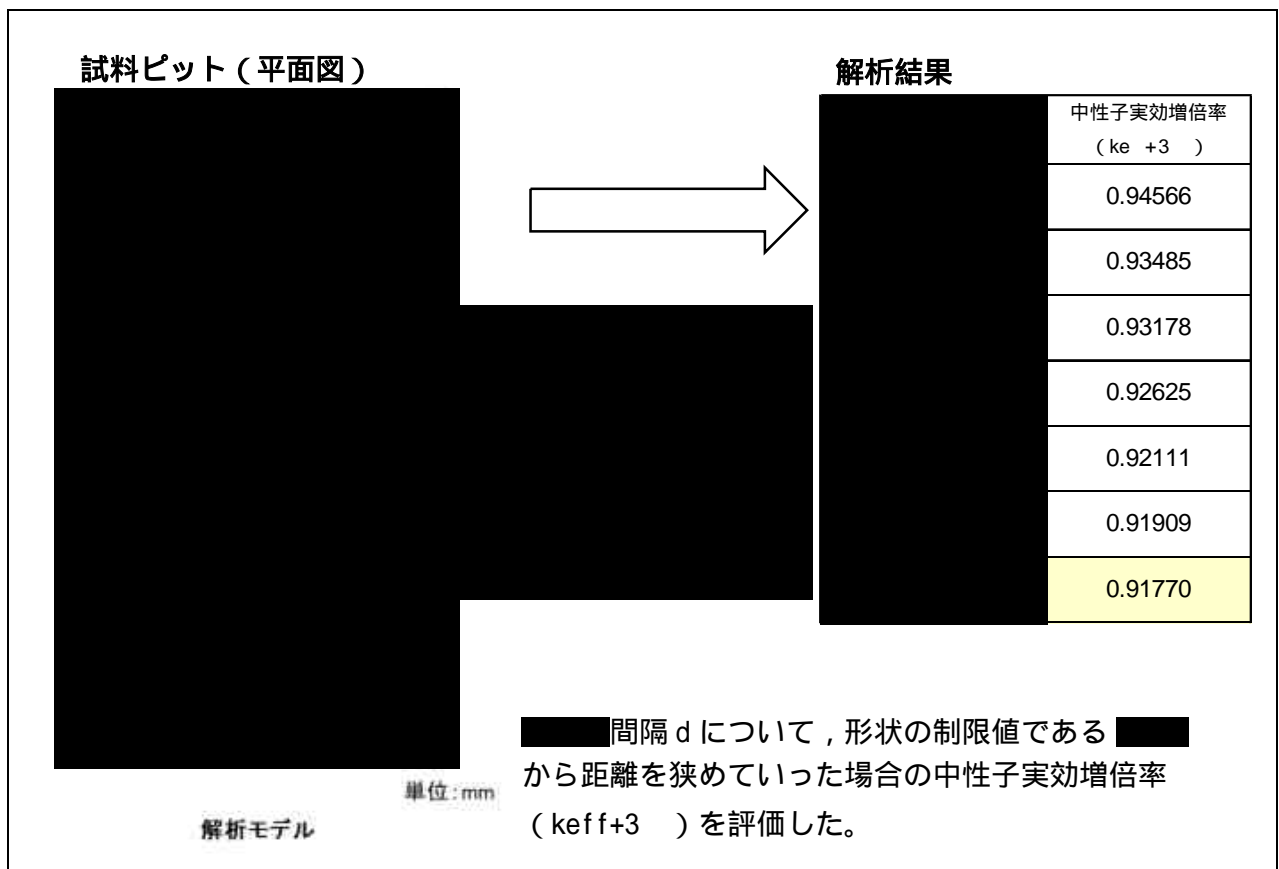 試料ピット（平面図）
解析結果
中性子実効増倍率
（ke +3 ）
0.94566
0.93485
0.93178
0.92625
0.92111
0.91909
0.91770
間隔ｄについて，形状の制限値である
から距離を狭めていった場合の中性子実効増倍率
（keff+3 ）を評価した。
単位:mm
解析モデル